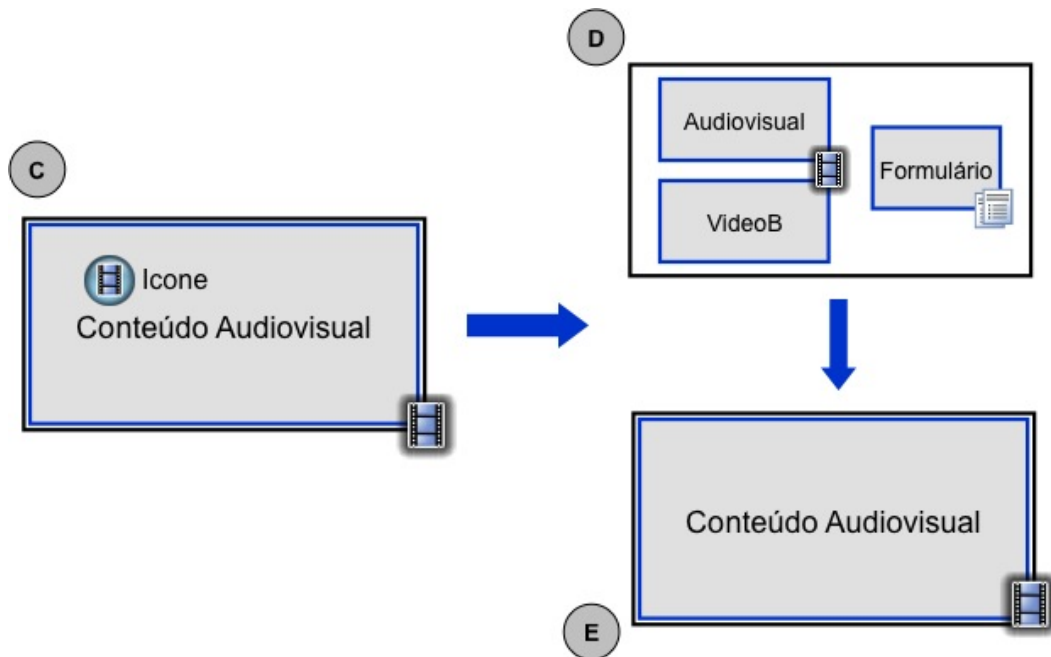 C
Icone
Conteúdo Audiovisual
D
Audiovisual
VideoB
Formulário
Conteúdo Audiovisual
E